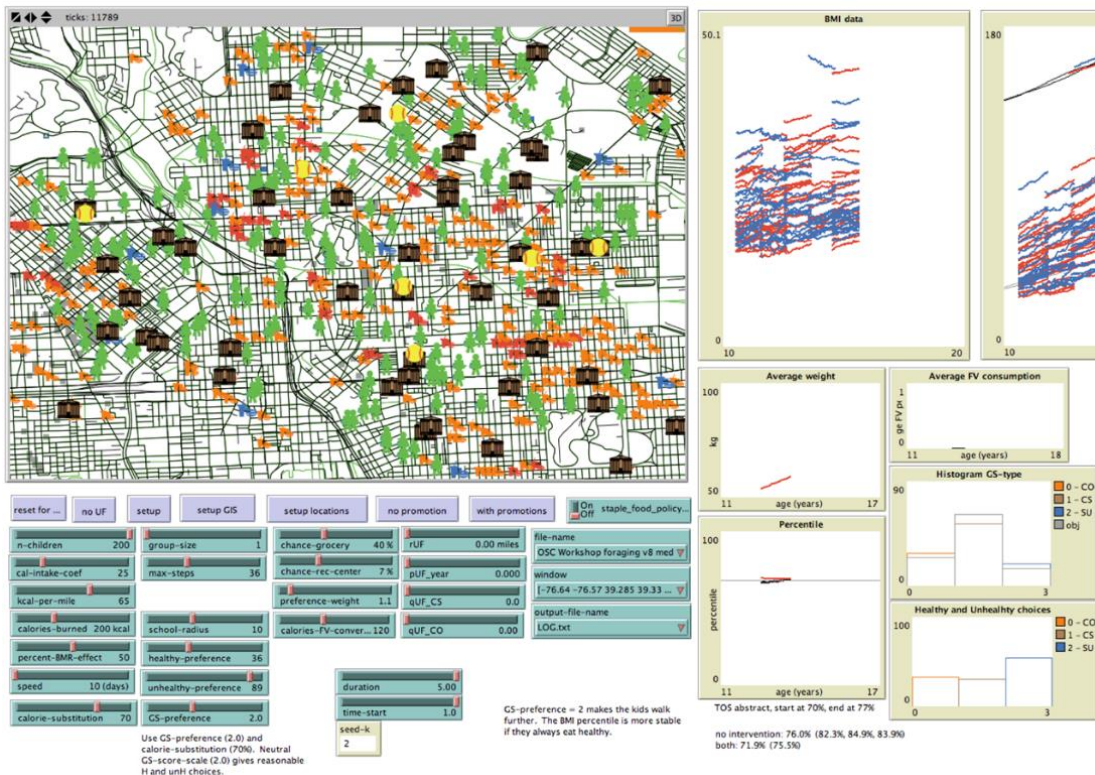 ticks: 11789
3D
BMI data
50.1
0
10
20
180
0
10
reset for ...
no UF
setup
setup GIS
setup locations
no promotion
with promotions
On
Off
staple_food_policy...
n-children 200
group-size 1
chance-grocery 40 %
rUF 0.00 miles
file-name
OSC Workshop foraging v8 med
cal-intake-coef 25
max-steps 36
chance-rec-center 7 %
pUF_year 0.000
window
[-76.64 -76.57 39.285 39.33 ...
kcal-per-mile 65
preference-weight 1.1
qUF_CS 0.0
output-file-name
LOG.txt
calories-burned 200 kcal
school-radius 10
calories-FV-conver... 120
qUF_CO 0.00
percent-BMR-effect 50
healthy-preference 36
speed 10 (days)
unhealthy-preference 89
duration 5.00
calorie-substitution 70
GS-preference 2.0
time-start 1.0
seed-k
2
Use GS-preference (2.0) and
calorie-substitution (70%). Neutral
GS-score-scale (2.0) gives reasonable
H and unH choices.
GS-preference = 2 makes the kids walk
further. The BMI percentile is more stable
if they always eat healthy.
Average weight
100
kg
50
11
17
age (years)
Average FV consumption
1
0
11
18
age (years)
Percentile
100
percentile
0
11
17
age (years)
Histogram GS-type
90
0
0
3
0 - CO
1 - CS
2 - SU
obj
Healthy and Unhealhty choices
100
0
0
3
0 - CO
1 - CS
2 - SU
TOS abstract, start at 70%, end at 77%
no intervention: 76.0% (82.3%, 84.9%, 83.9%)
both: 71.9% (75.5%)